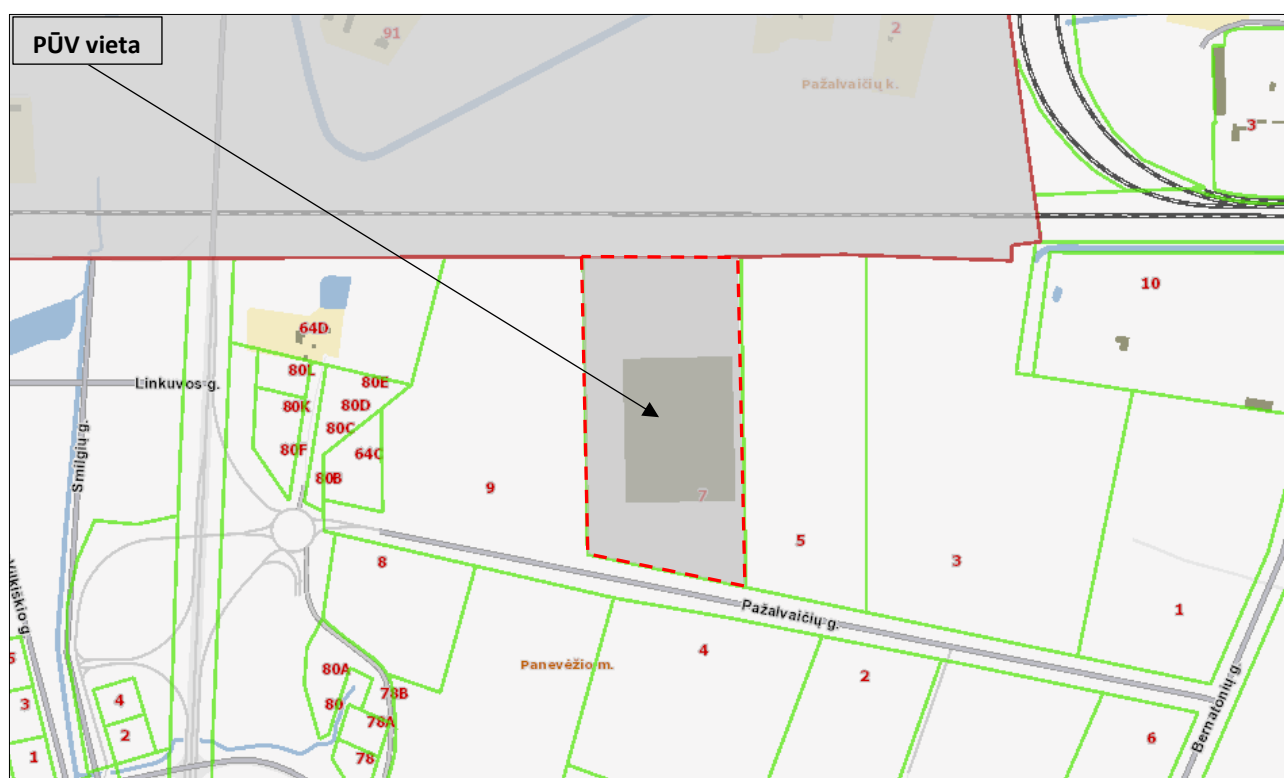 PŪV vieta
91
2
Pažalvaičių k.
3
10
64D
7
80L
80E
Linkuvos g.
80K
80D
80C
Smilgių g.
80F
64C
80B
9
7
5
8
3
Pažalvaičių g.
1
4
Panevėžio m.
80A
2
78B
80
4
3
78A
2
Bernatonių g.
6
1
78